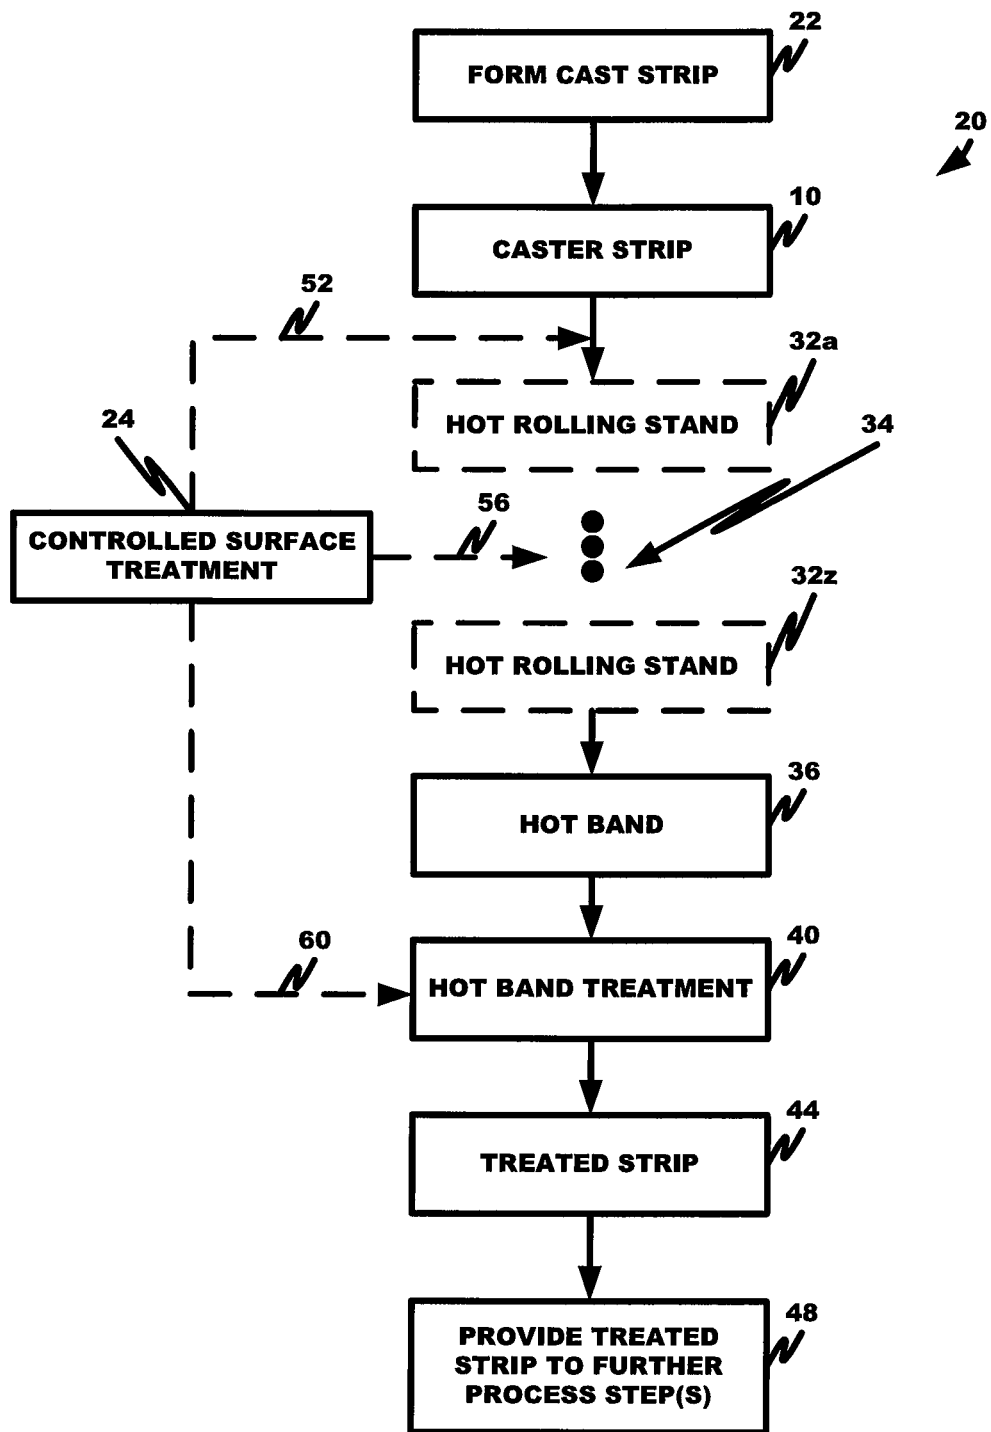 22
FORM CAST STRIP
20
10
CASTER STRIP
52
32a
HOT ROLLING STAND
24
34
56
CONTROLLED SURFACE
TREATMENT
32z
HOT ROLLING STAND
36
HOT BAND
60
40
HOT BAND TREATMENT
44
TREATED STRIP
48
PROVIDE TREATED
STRIP TO FURTHER
PROCESS STEP(S)